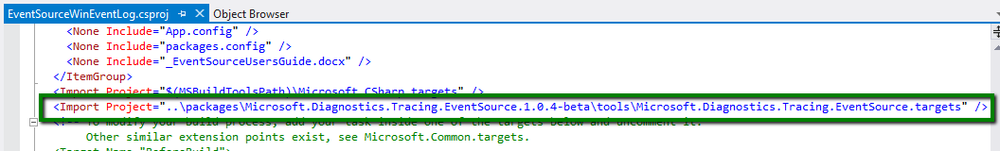 EventSourceWinEventLog.csproj Object Browser
<None Include="App.config" />
<None Include="packages.config" />
<None Include="_EventSourceUsersGuide.docx" />
</ItemGroup>
<Import Project="$(MSBuildToolsPath)\Microsoft.CSharp.targets" />
<Import Project="..\packages\Microsoft.Diagnostics.Tracing.EventSource.1.0.4-beta\tools\Microsoft.Diagnostics.Tracing.EventSource.targets" />
<!-- To modify your build process, add your task inside one of the targets below and uncomment it.
Other similar extension points exist, see Microsoft.Common.targets.
<Target Name="BeforeBuild">